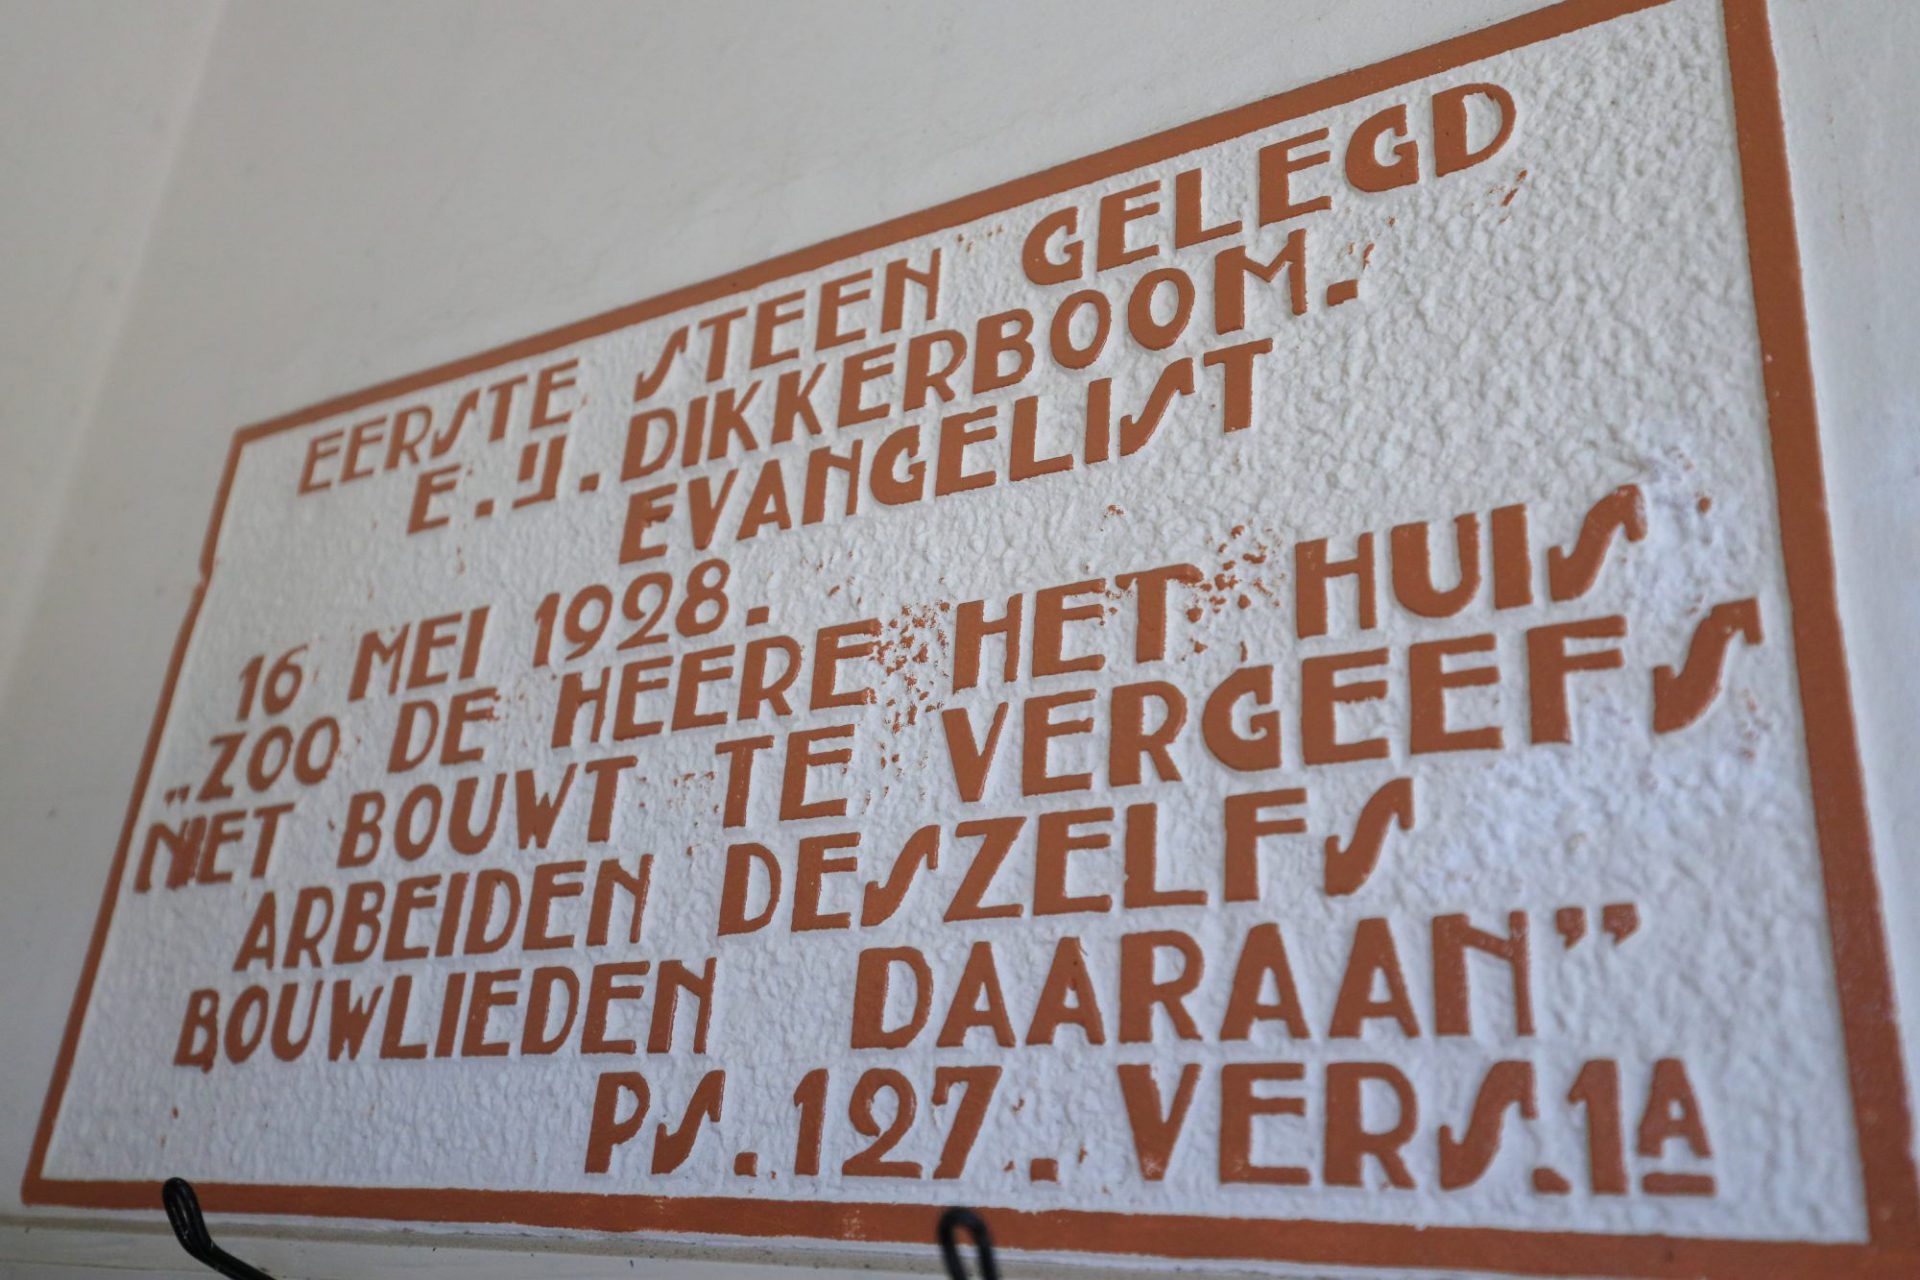 EERSTE STEEN GELEGD
E. IJ. DIKKERBOOM.
EVANGELIST
16 MEI 1928.
„ZOO DE HEERE HET HUIS
NIET BOUWT TE VERGEEFS
ARBEIDEN DESZELFS
BOUWLIEDEN DAARAAN”
PS. 127. VERS. 1A